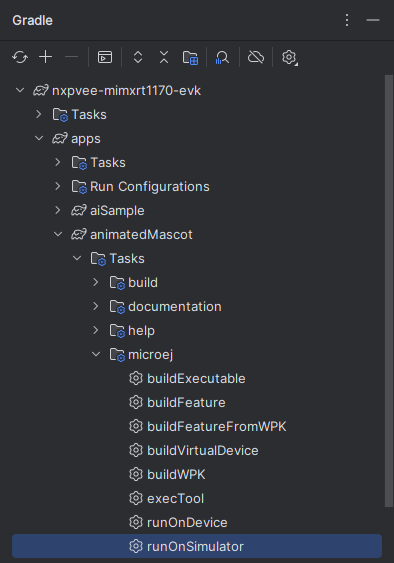 Gradle
nxpvee-mimxrt1170-evk
Tasks
apps
Tasks
Run Configurations
aiSample
animatedMascot
Tasks
build
documentation
help
microej
buildExecutable
buildFeature
buildFeatureFromWPK
buildVirtualDevice
buildWPK
execTool
runOnDevice
runOnSimulator